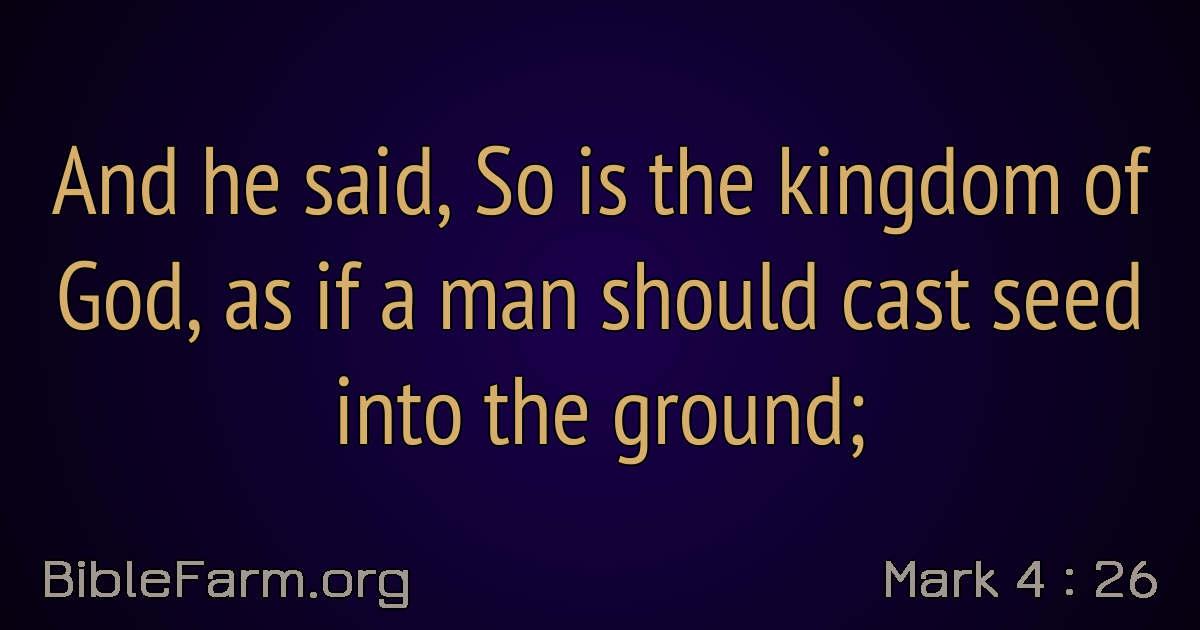 And he said, So is the kingdom of
God, as if a man should cast seed
into the ground;
BibleFarm.org
Mark 4 : 26